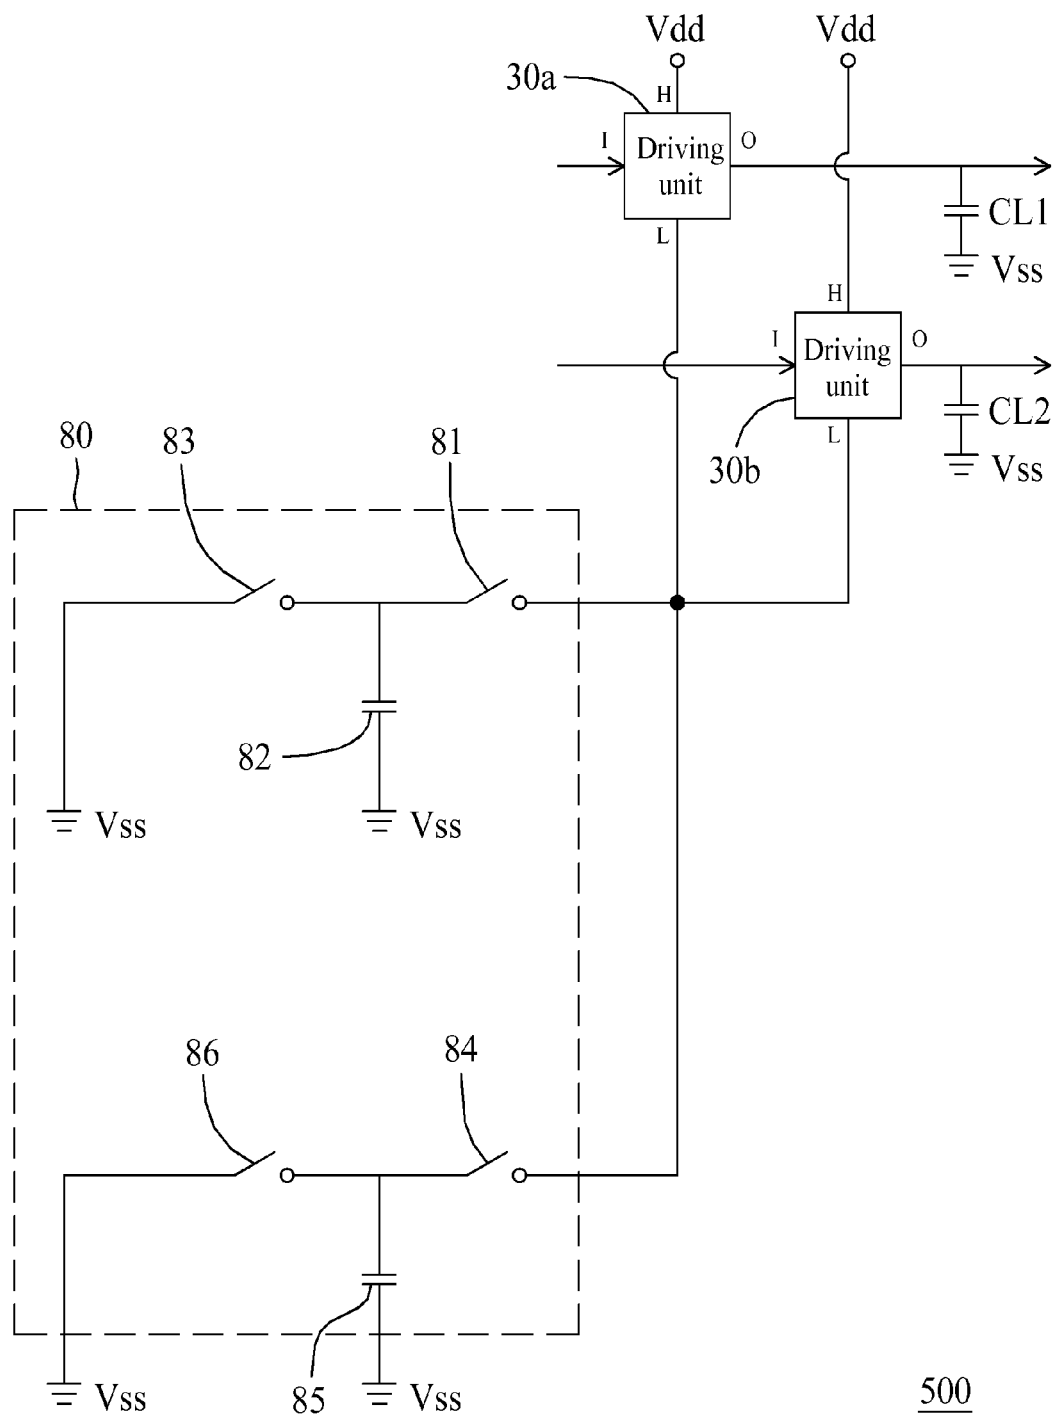 Vdd Vdd
30a
H
I
Driving
unit
O
L
CL1
Vss
H
I
Driving
unit
O
L
CL2
Vss
30b
80
83
81
82
Vss
Vss
86
84
85
Vss
Vss
500